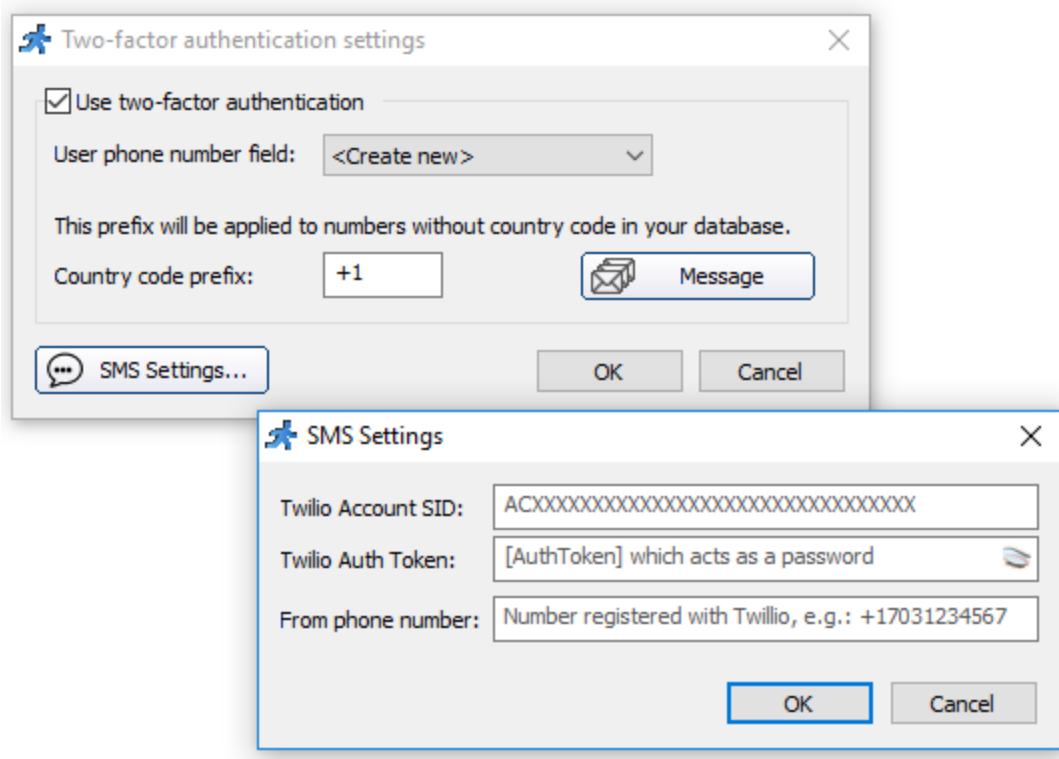 Two-factor authentication settings
Use two-factor authentication
User phone number field: <Create new>
This prefix will be applied to numbers without country code in your database.
Country code prefix: +1 Message
SMS Settings... OK Cancel
SMS Settings
Twilio Account SID: ACXXXXXXXXXXXXXXXXXXXXXXXXXXXXXXXX
Twilio Auth Token: [AuthToken] which acts as a password
From phone number: Number registered with Twillio, e.g.: +17031234567
OK Cancel